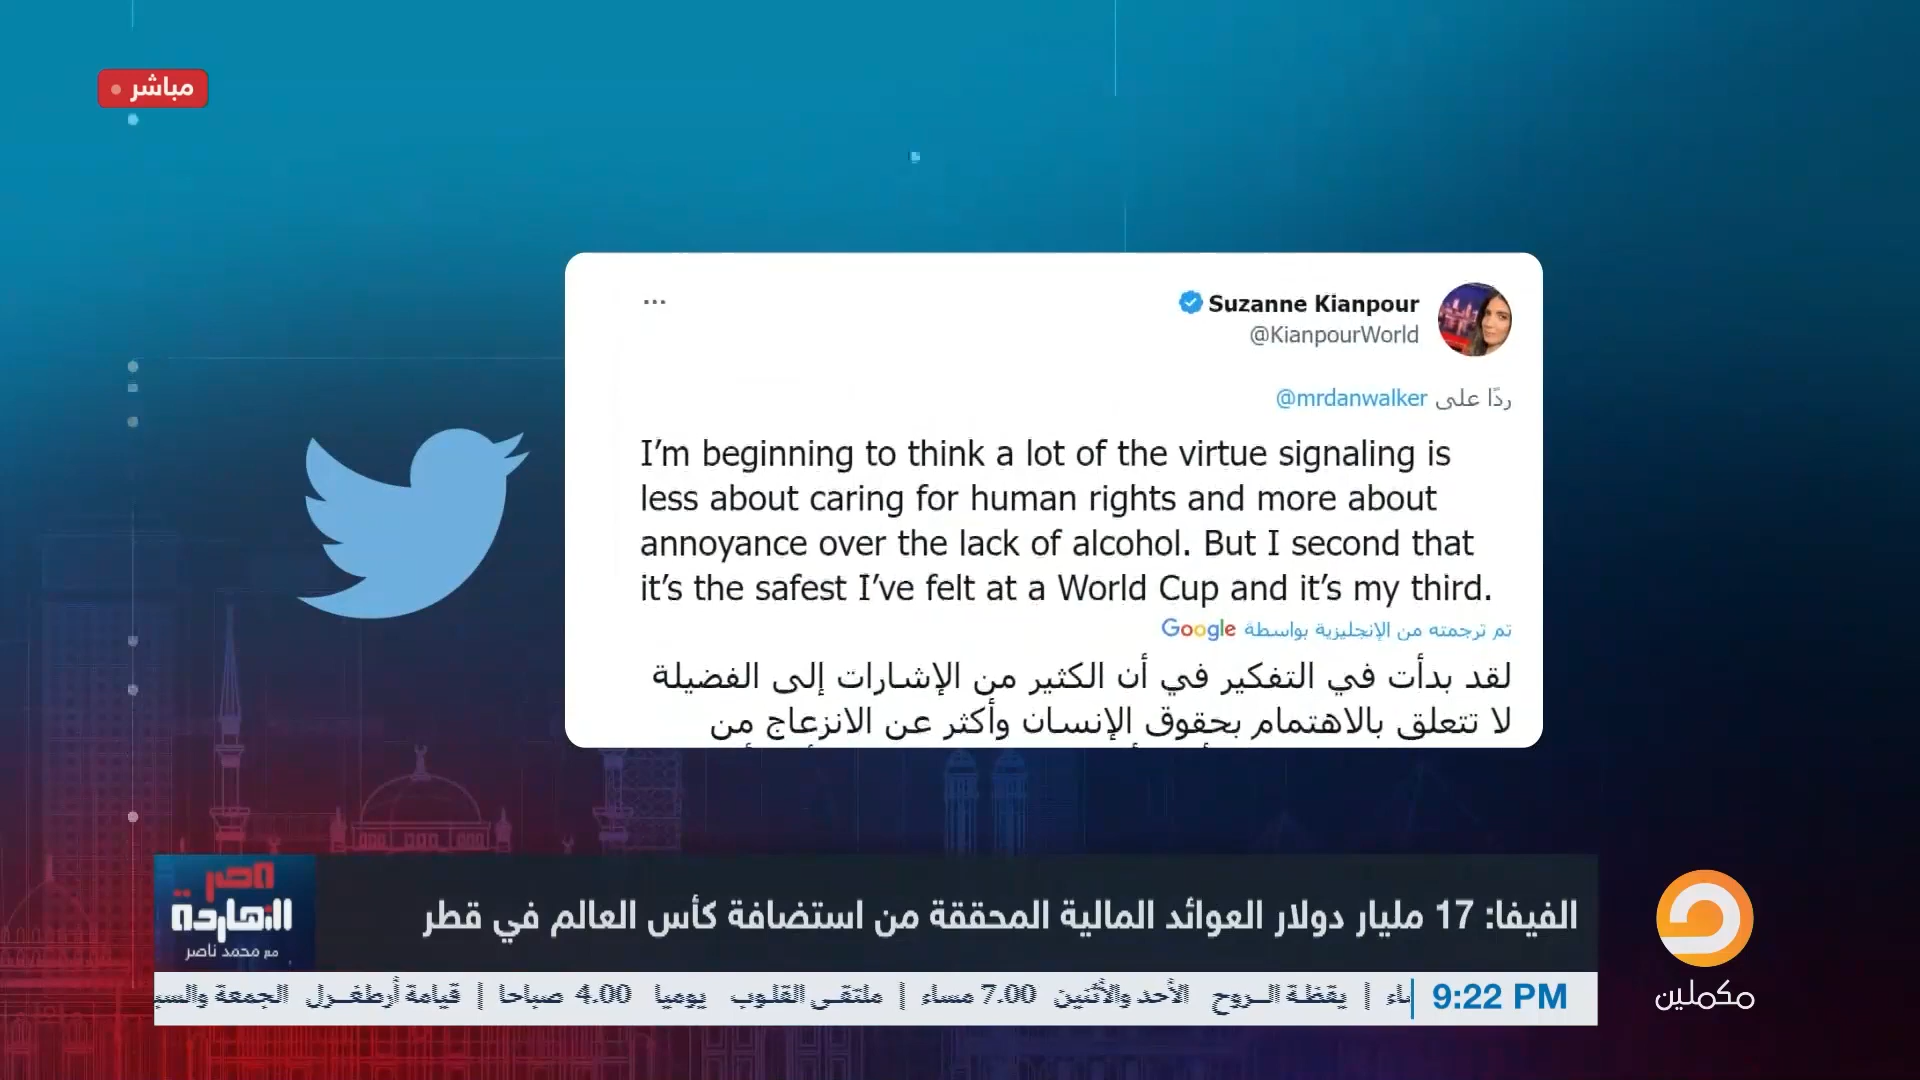 مباشر
Suzanne Kianpour
@KianpourWorld
ردًا على @mrdanwalker
I'm beginning to think a lot of the virtue signaling is
less about caring for human rights and more about
annoyance over the lack of alcohol. But I second that
it's the safest I've felt at a World Cup and it's my third.
تم ترجمته من الإنجليزية بواسطة Google
لقد بدأت في التفكير في أن الكثير من الإشارات إلى الفضيلة
لا تتعلق بالاهتمام بحقوق الإنسان وأكثر عن الانزعاج من
مصر
النهاردة
مع محمد ناصر
الفيفا: 17 مليار دولار العوائد المالية المحققة من استضافة كأس العالم في قطر
9:22 PM
| يقظة الـروح الأحد والأثنين 7.00 مساء | ملتقـى القلـوب يوميا 4.00 صباحا | قيامة أرطغـرل الجمعة
مكملين